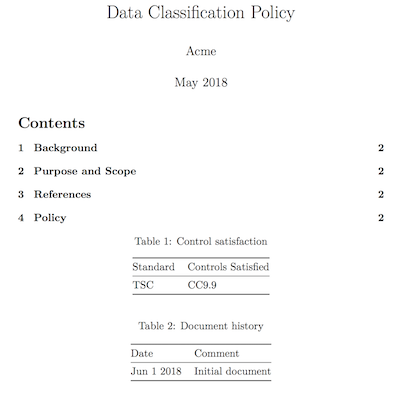 Data Classification Policy
Acme
May 2018
Contents
1 Background 2
2 Purpose and Scope 2
3 References 2
4 Policy 2
Table 1: Control satisfaction
Standard Controls Satisfied
TSC CC9.9
Table 2: Document history
Date Comment
Jun 1 2018 Initial document